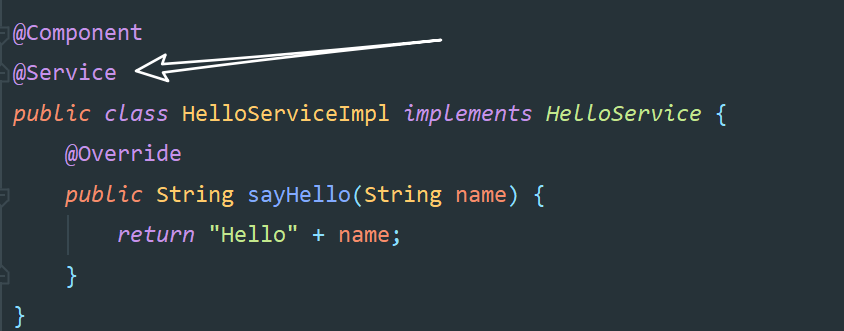 @Component
@Service
public class HelloServiceImpl implements HelloService {
    @Override
    public String sayHello(String name) {
        return "Hello" + name;
    }
}